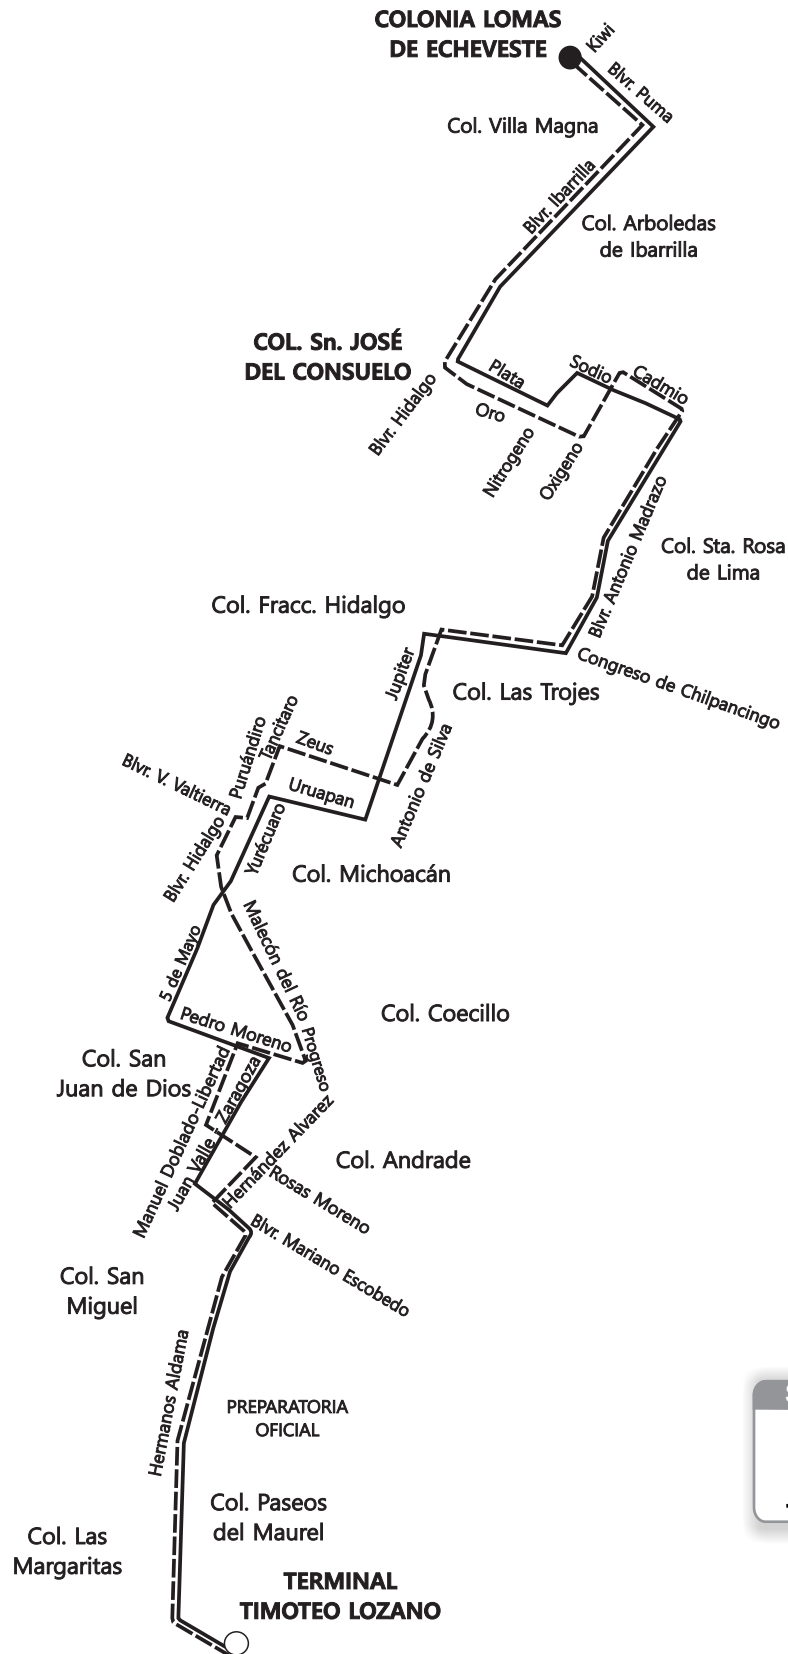 COLONIA LOMAS
DE ECHEVESTE
Kiwi
Blvr. Puma
Col. Villa Magna
Blvr. Ibarrilla
Col. Arboledas
de Ibarrilla
COL. Sn. JOSÉ
DEL CONSUELO
Plata
Sodio
Cadmio
Blvr. Hidalgo
Oro
Nitrogeno
Oxigeno
Blvr. Antonio Madrazo
Col. Sta. Rosa
de Lima
Col. Fracc. Hidalgo
Congreso de Chilpancingo
Jupiter
Col. Las Trojes
Antonio de Silva
Zeus
Tancitaro
Puruándiro
Blvr. V. Valtierra
Uruapan
Yurécuaro
Blvr. Hidalgo
Col. Michoacán
Malecón del Río Progreso
5 de Mayo
Col. Coecillo
Pedro Moreno
Col. San
Juan de Dios
Manuel Doblado-Libertad
Juan Valle - Zaragoza
Hernández Alvarez
Col. Andrade
Rosas Moreno
Blvr. Mariano Escobedo
Col. San
Miguel
Hermanos Aldama
PREPARATORIA
OFICIAL
Col. Paseos
del Maurel
Col. Las
Margaritas
TERMINAL
TIMOTEO LOZANO